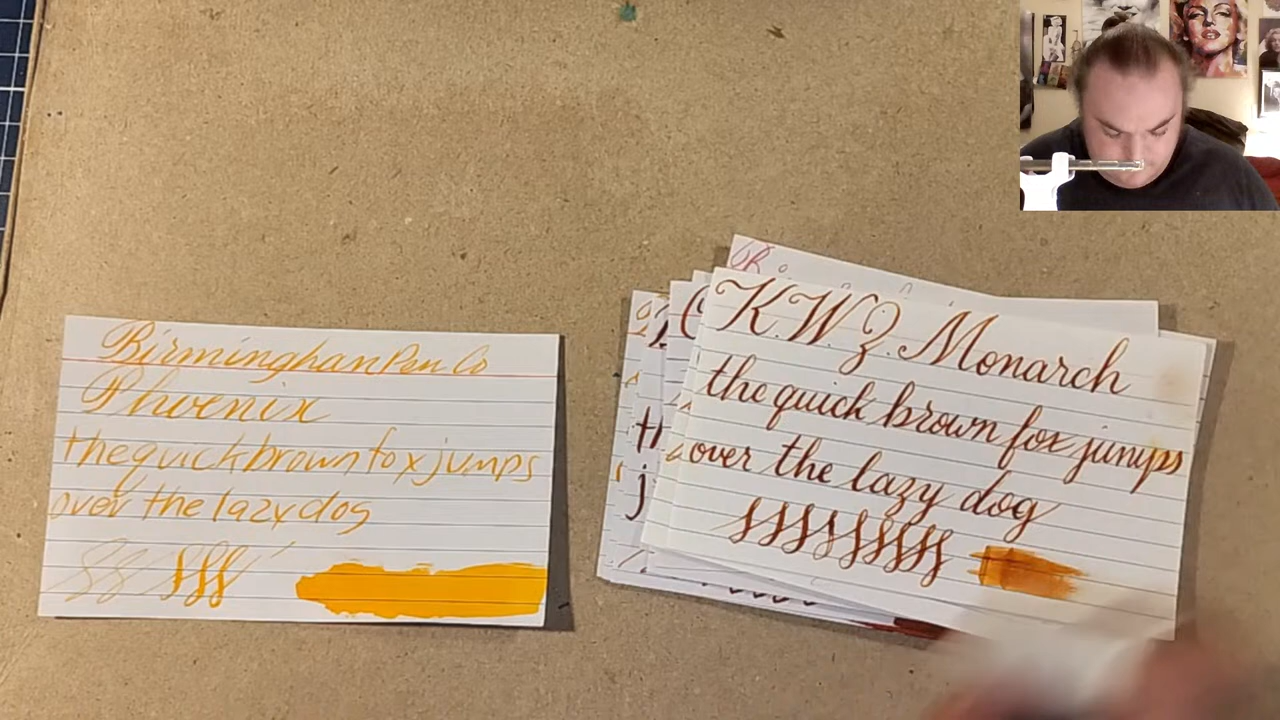 Birminghan Pen Co
Phoenix
the quick brown fox jumps
over the lazy dog
K.W.Z. Monarch
the quick brown fox jumps
over the lazy dog